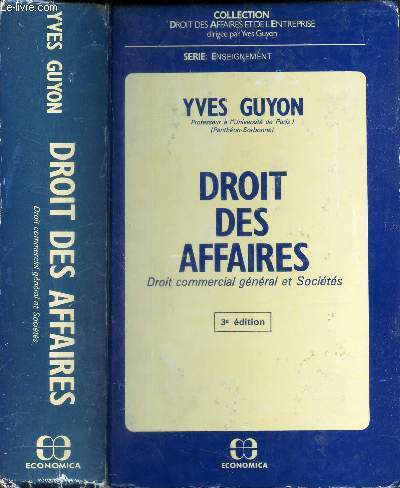 © Le-livre.com
YVES GUYON
DROIT DES AFFAIRES
Droit commercial général et Sociétés
ECONOMICA
COLLECTION
DROIT DES AFFAIRES ET DE L'ENTREPRISE
dirigée par Yves Guyon
SERIE: ENSEIGNEMENT
YVES GUYON
Professeur à l'Université de Paris I
(Panthéon-Sorbonne)
DROIT
DES
AFFAIRES
Droit commercial général et Sociétés
3e édition
ECONOMICA